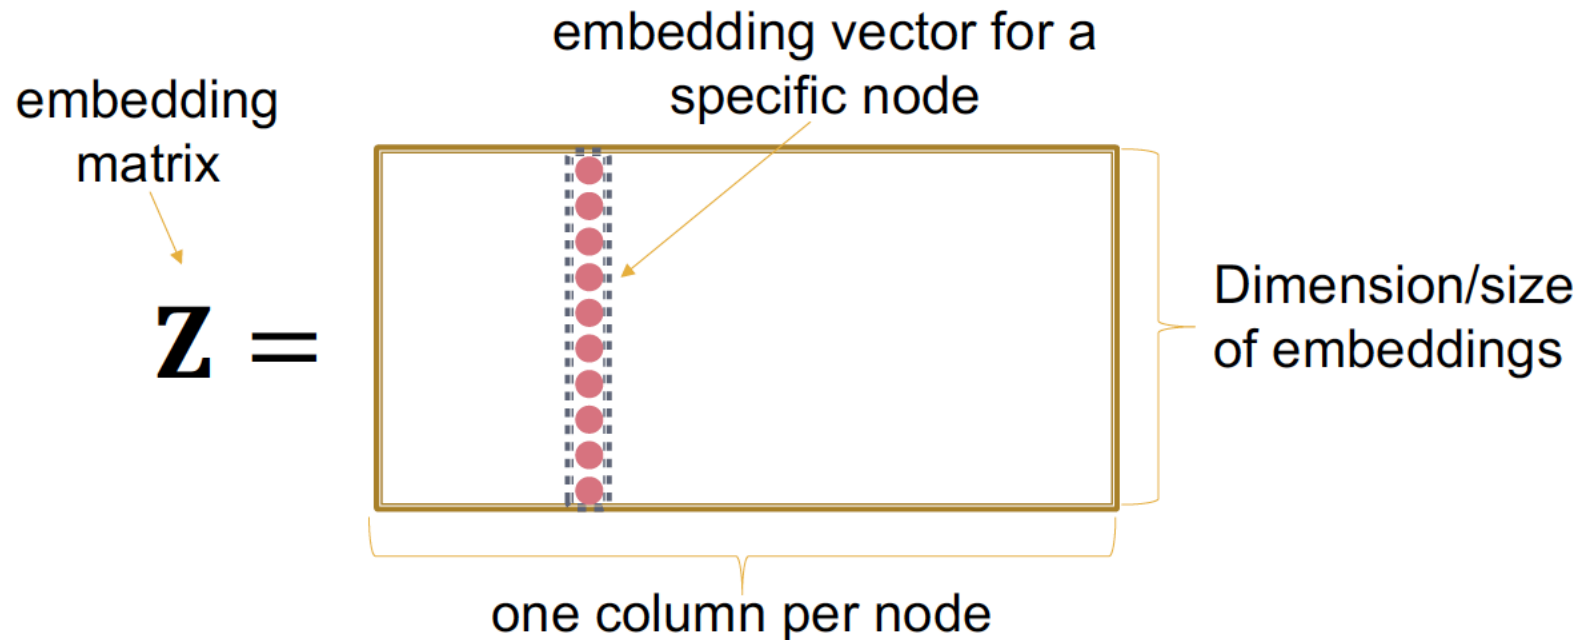 embedding vector for a
specific node
embedding
matrix
Z =
Dimension/size
of embeddings
one column per node